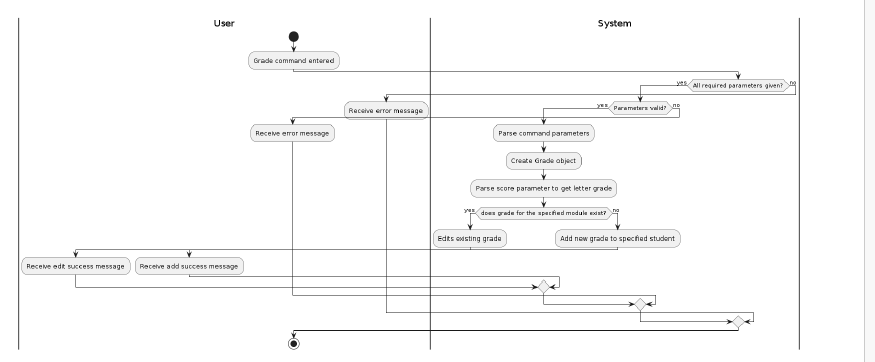 User
System
Grade command entered
yes
All required parameters given?
no
Receive error message
yes
Parameters valid?
no
Receive error message
Parse command parameters
Create Grade object
Parse score parameter to get letter grade
yes
does grade for the specified module exist?
no
Edits existing grade
Add new grade to specified student
Receive edit success message
Receive add success message